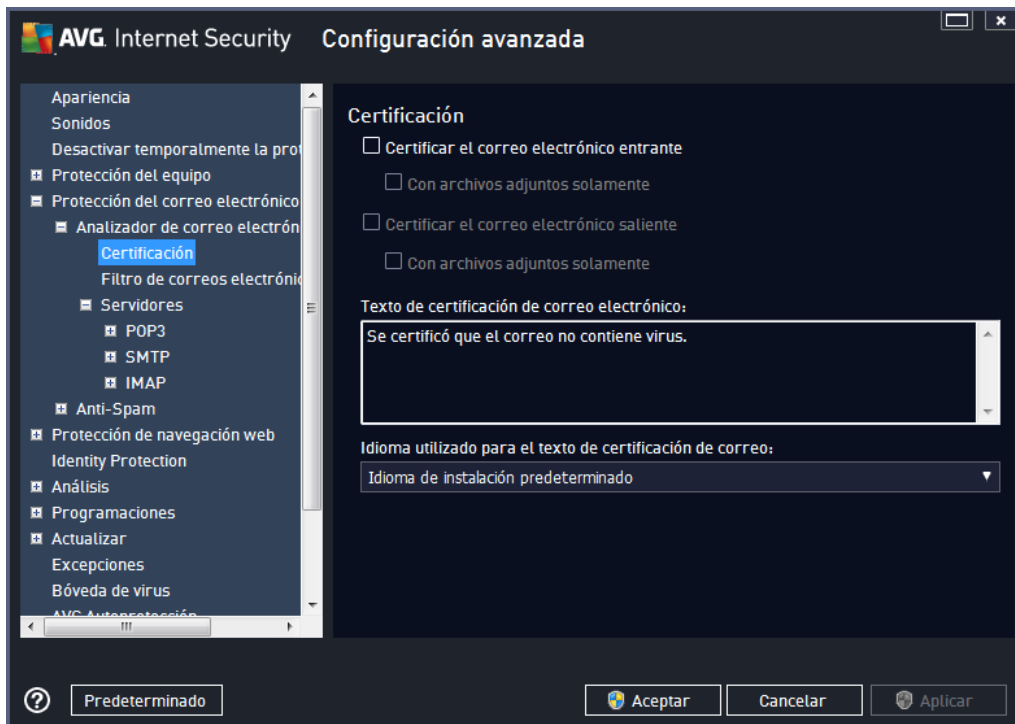 AVG. Internet Security Configuración avanzada
Apariencia
Sonidos
Desactivar temporalmente la prot
Protección del equipo
Protección del correo electrónico
Analizador de correo electrón
Certificación
Filtro de correos electrónic
Servidores
POP3
SMTP
IMAP
Anti-Spam
Protección de navegación web
Identity Protection
Análisis
Programaciones
Actualizar
Excepciones
Bóveda de virus
AVG Autoprotección
Certificación
Certificar el correo electrónico entrante
Con archivos adjuntos solamente
Certificar el correo electrónico saliente
Con archivos adjuntos solamente
Texto de certificación de correo electrónico:
Se certificó que el correo no contiene virus.
Idioma utilizado para el texto de certificación de correo:
Idioma de instalación predeterminado
? Predeterminado Aceptar Cancelar Aplicar